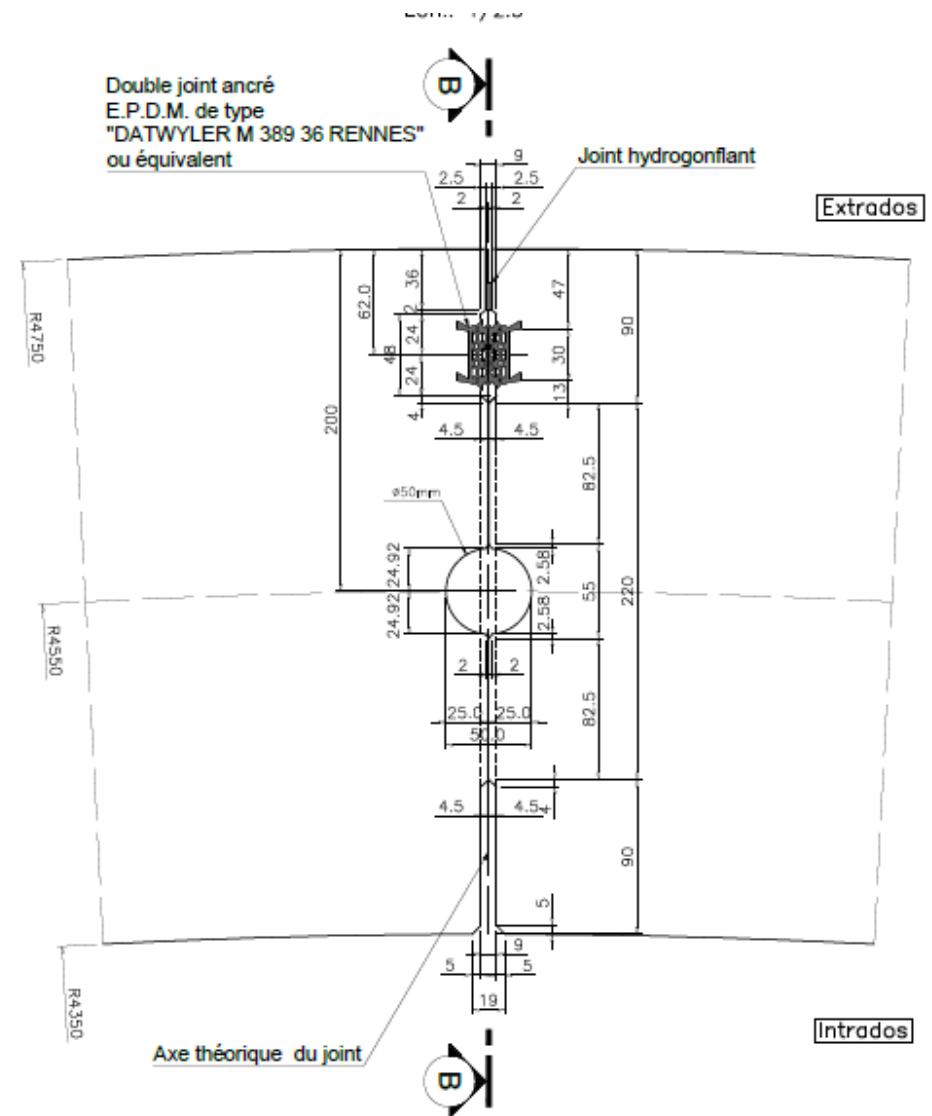 B
Double joint ancré
E.P.D.M. de type
"DATWYLER M 389 36 RENNES"
ou équivalent
Joint hydrogonflant
9
2.5 2.5
2 2
Extrados
R4750
62.0
36
2
24
48
24
4
47
30
13
90
200
4.5 4.5
82.5
ø50mm
24.92
24.92
2.58
2.58
55
220
R4550
2 2
25.0 25.0
50.0
82.5
4.5 4.5
4
90
5
9
5 5
19
R4350
Intrados
Axe théorique du joint
B